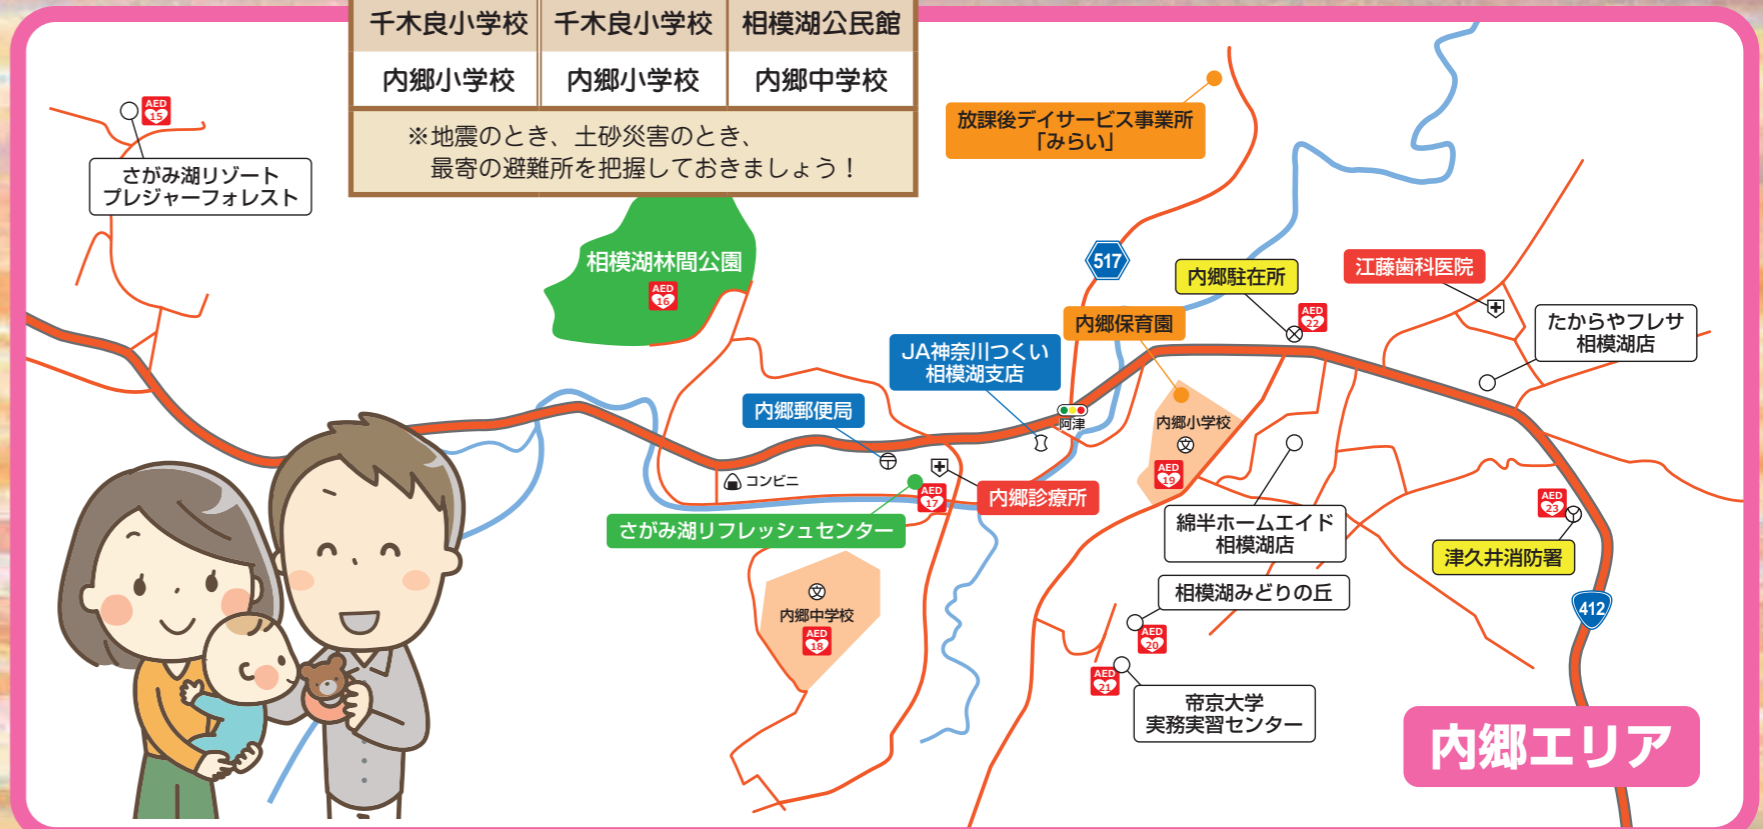 千木良小学校 千木良小学校 相模湖公民館
内郷小学校 内郷小学校 内郷中学校
※地震のとき、土砂災害のとき、
最寄の避難所を把握しておきましょう！
AED
15
さがみ湖リゾート
プレジャーフォレスト
放課後デイサービス事業所
「みらい」
相模湖林間公園
AED
16
517
内郷駐在所
AED
22
江藤歯科医院
たからやフレサ
相模湖店
内郷保育園
JA神奈川つくい
相模湖支店
内郷郵便局
阿津
内郷小学校
文
AED
19
コンビニ
AED
17
内郷診療所
さがみ湖リフレッシュセンター
綿半ホームエイド
相模湖店
AED
23
津久井消防署
文
内郷中学校
AED
18
相模湖みどりの丘
AED
20
412
AED
21
帝京大学
実務実習センター
内郷エリア